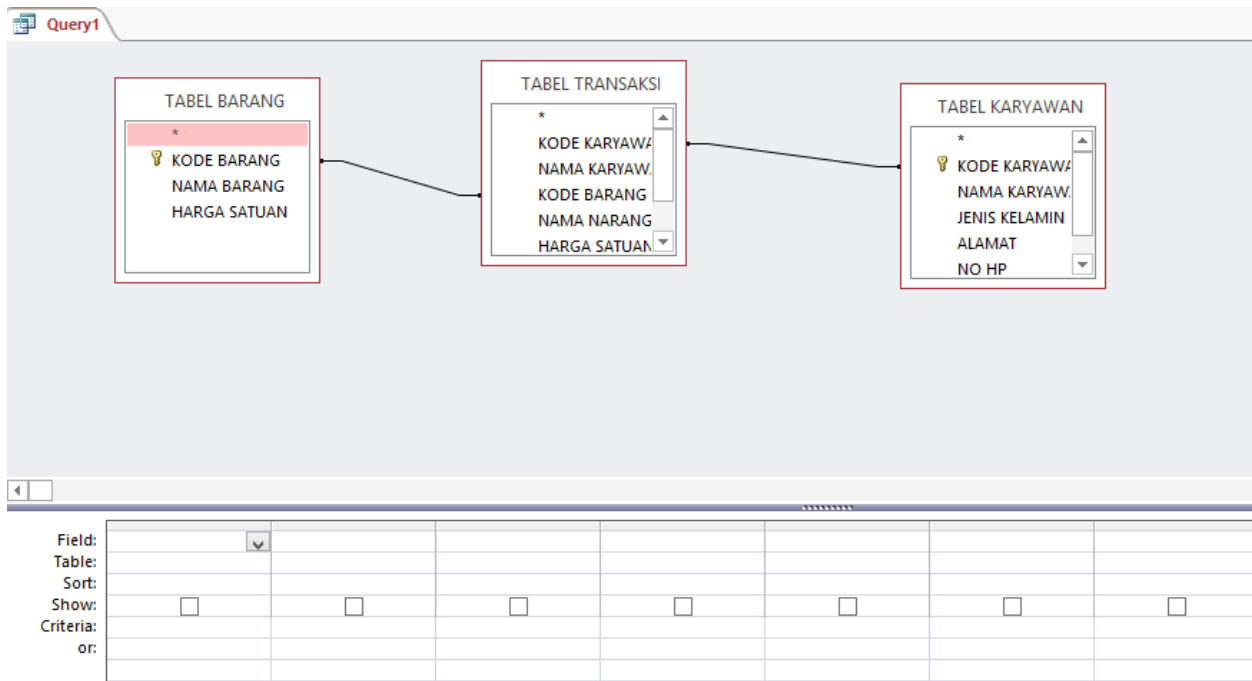 Query1
TABEL BARANG
*
KODE BARANG
NAMA BARANG
HARGA SATUAN
TABEL TRANSAKSI
*
KODE KARYAWA
NAMA KARYAW
KODE BARANG
NAMA NARANG
HARGA SATUAN
TABEL KARYAWAN
*
KODE KARYAWA
NAMA KARYAW
JENIS KELAMIN
ALAMAT
NO HP
Field:
Table:
Sort:
Show:
Criteria:
or: